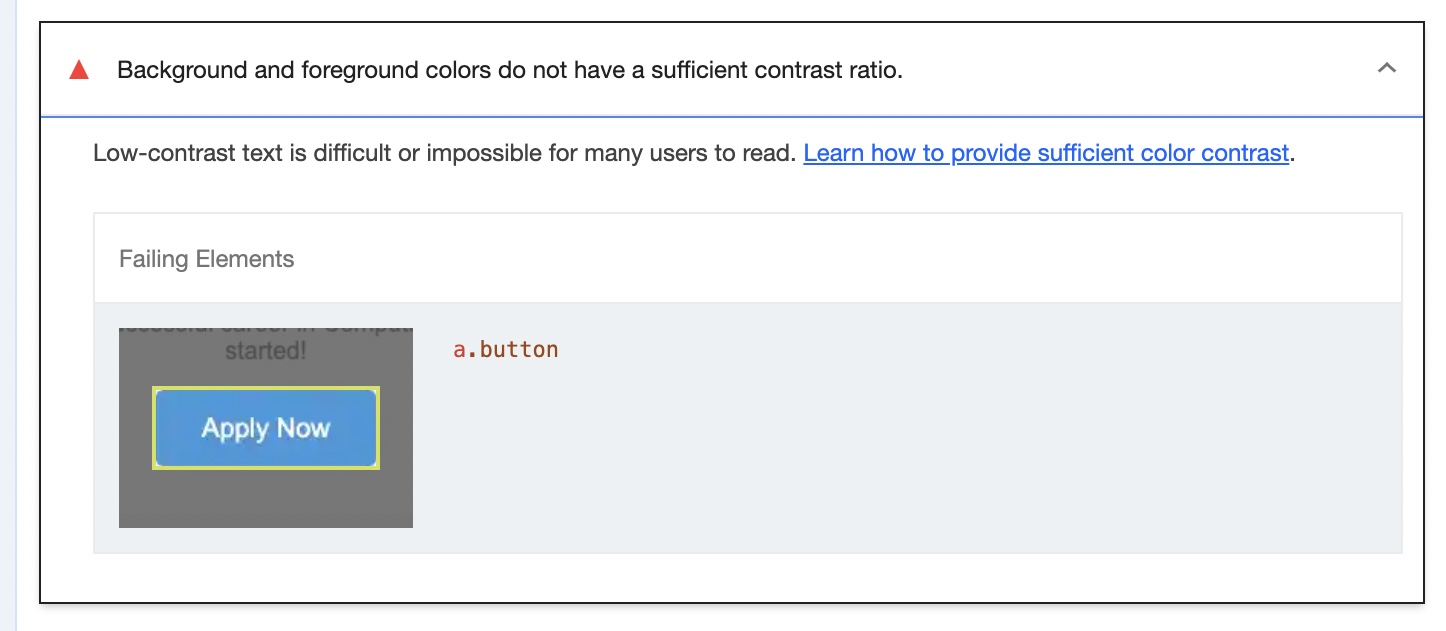 Background and foreground colors do not have a sufficient contrast ratio.
Low-contrast text is difficult or impossible for many users to read. Learn how to provide sufficient color contrast.
Failing Elements
started!
Apply Now
a.button